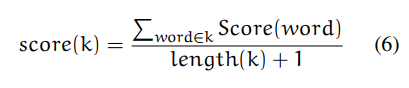 score(k) = ∑word∈k Score(word) / length(k) + 1 (6)